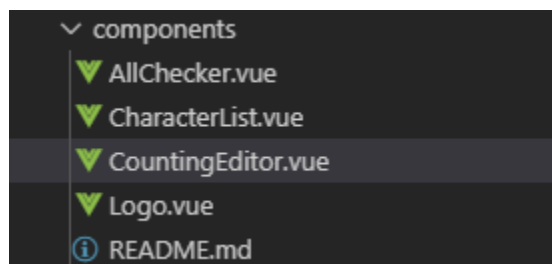 components
AllChecker.vue
CharacterList.vue
CountingEditor.vue
Logo.vue
README.md